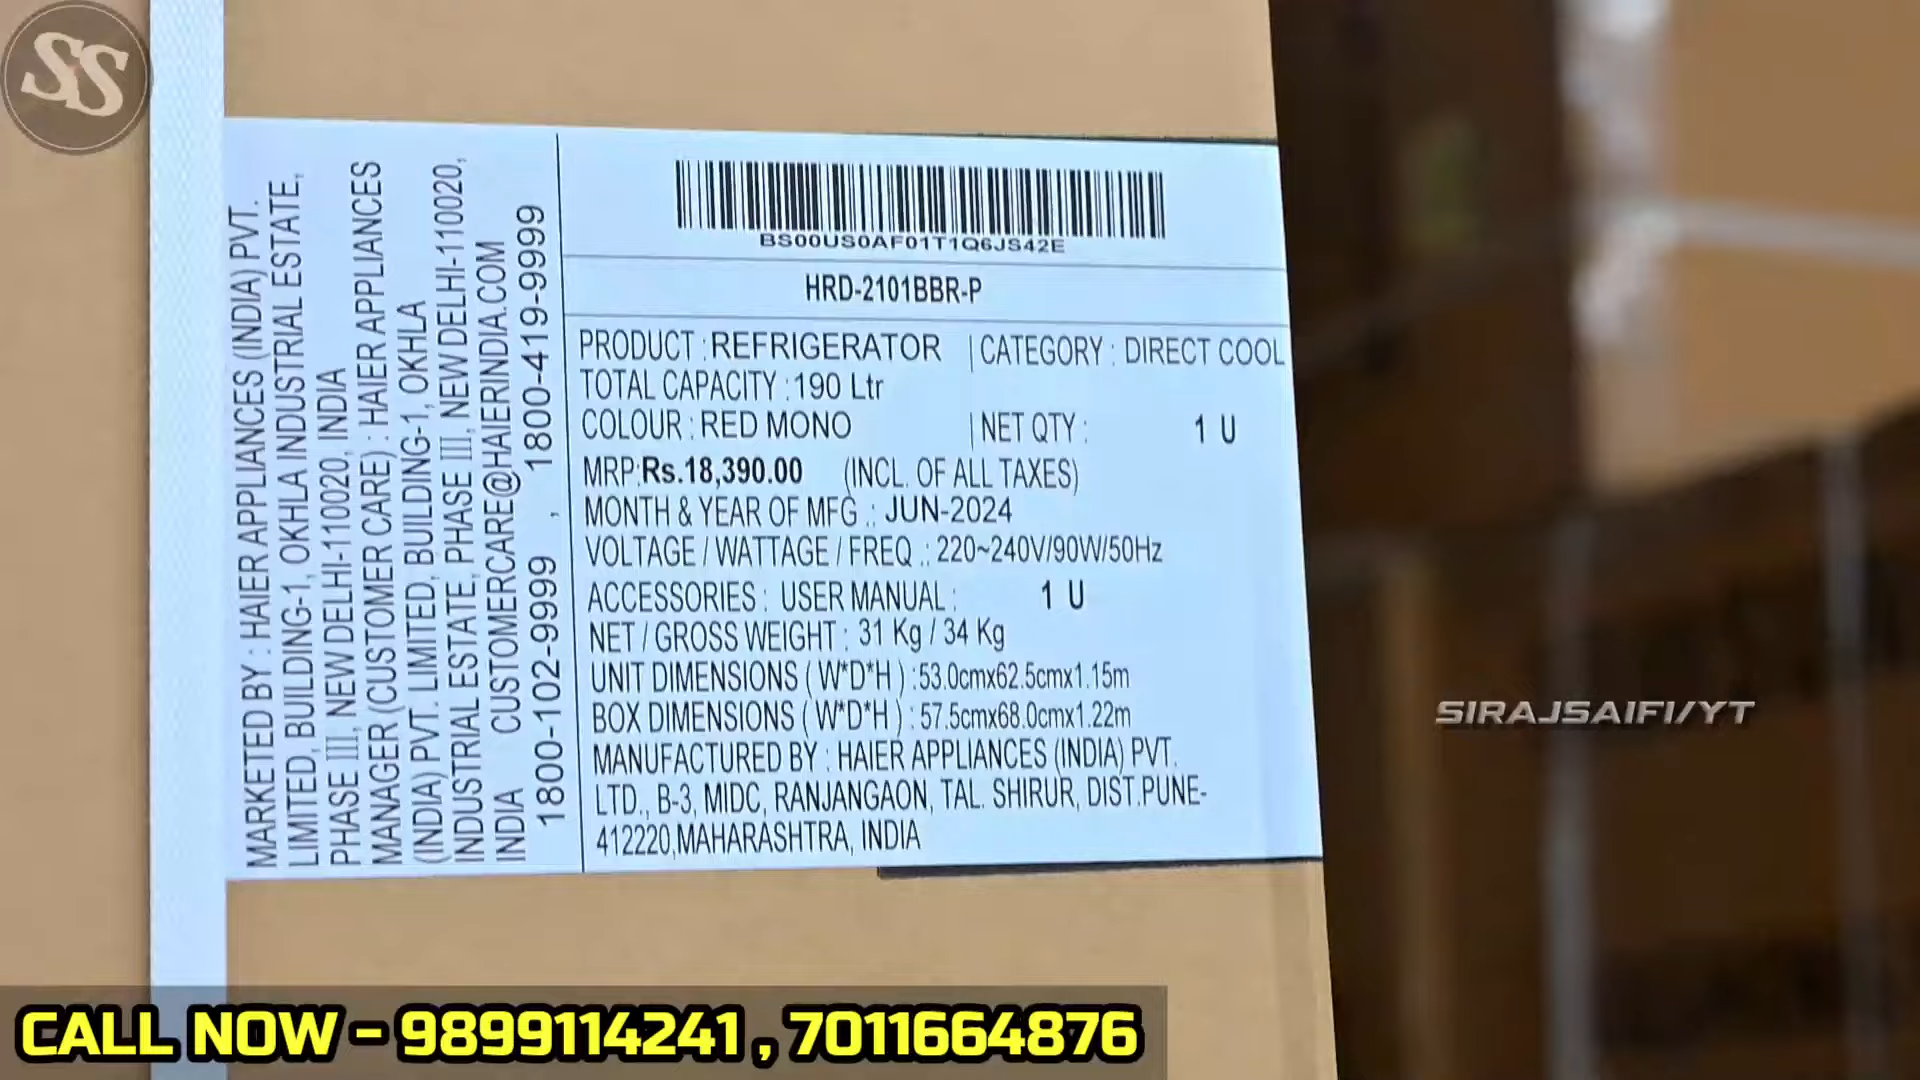 SS
BS00US0AF01T1Q6JS42E
HRD-2101BBR-P
PRODUCT : REFRIGERATOR | CATEGORY : DIRECT COOL
TOTAL CAPACITY : 190 Ltr
COLOUR : RED MONO | NET QTY : 1 U
MRP:Rs.18,390.00 (INCL. OF ALL TAXES)
MONTH & YEAR OF MFG .: JUN-2024
VOLTAGE / WATTAGE / FREQ .: 220~240V/90W/50Hz
ACCESSORIES : USER MANUAL : 1 U
NET / GROSS WEIGHT : 31 Kg / 34 Kg
UNIT DIMENSIONS ( W*D*H ) :53.0cmx62.5cmx1.15m
BOX DIMENSIONS ( W*D*H ) : 57.5cmx68.0cmx1.22m
MANUFACTURED BY : HAIER APPLIANCES (INDIA) PVT.
LTD., B-3, MIDC, RANJANGAON, TAL. SHIRUR, DIST.PUNE-
412220,MAHARASHTRA, INDIA
MARKETED BY : HAIER APPLIANCES (INDIA) PVT.
LIMITED, BUILDING-1, OKHLA INDUSTRIAL ESTATE,
PHASE III, NEW DELHI-110020, INDIA
MANAGER (CUSTOMER CARE) : HAIER APPLIANCES
(INDIA) PVT. LIMITED, BUILDING-1, OKHLA
INDUSTRIAL ESTATE, PHASE III, NEW DELHI-110020,
INDIA CUSTOMERCARE@HAIERINDIA.COM
1800-102-9999 , 1800-419-9999
SIRAJSAIFI/YT
CALL NOW - 9899114241 , 7011664876